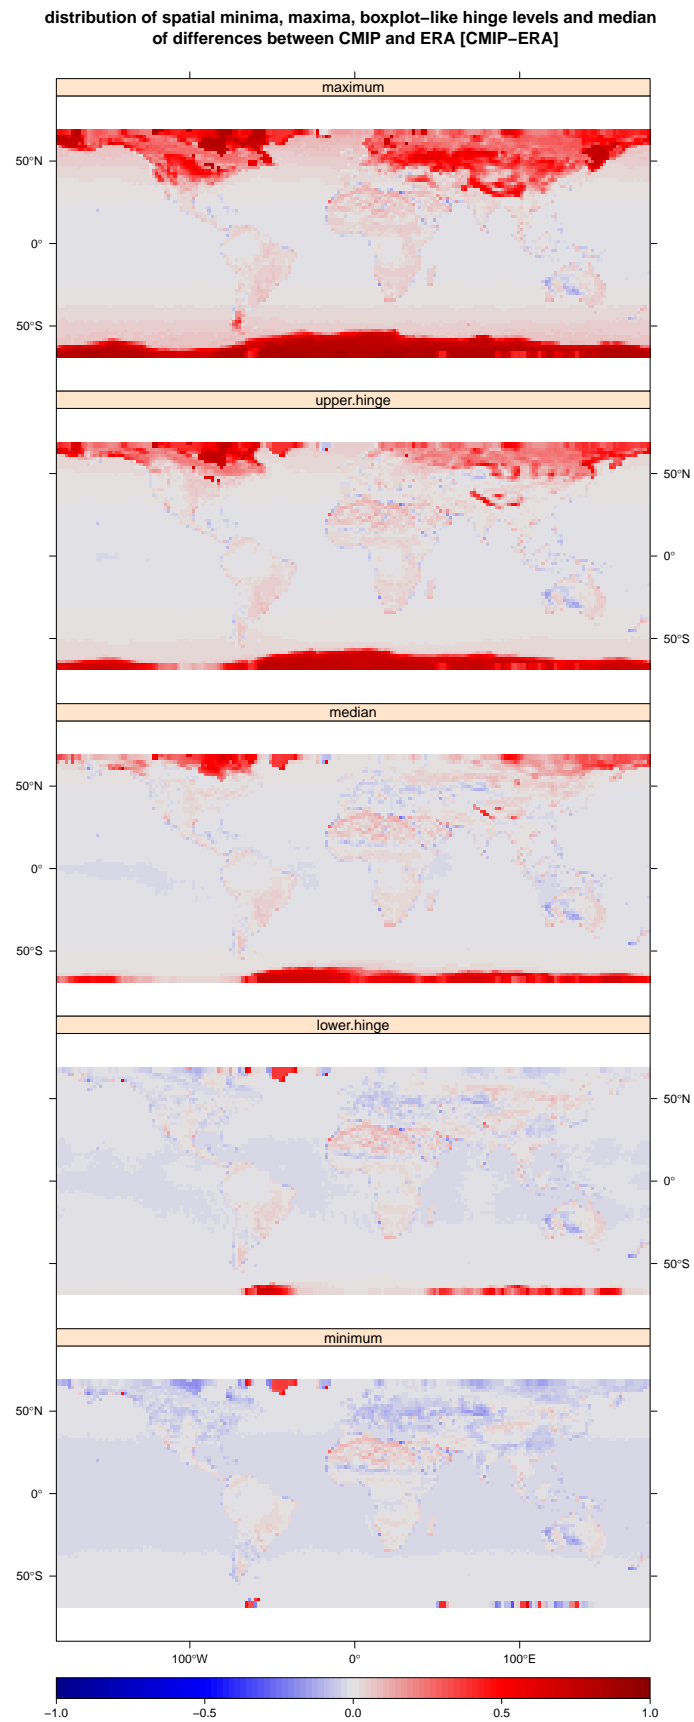 distribution of spatial minima, maxima, boxplot−like hinge levels and median
of differences between CMIP and ERA [CMIP−ERA]
maximum
50°N
0°
50°S
upper.hinge
50°N
0°
50°S
median
50°N
0°
50°S
lower.hinge
50°N
0°
50°S
minimum
50°N
0°
50°S
100°W 0° 100°E
−1.0 −0.5 0.0 0.5 1.0